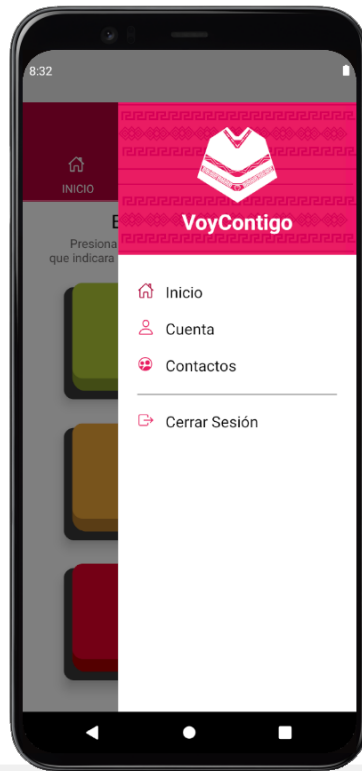 8:32
INICIO
E
Presiona
que indicara
VoyContigo
Inicio
Cuenta
Contactos
Cerrar Sesión